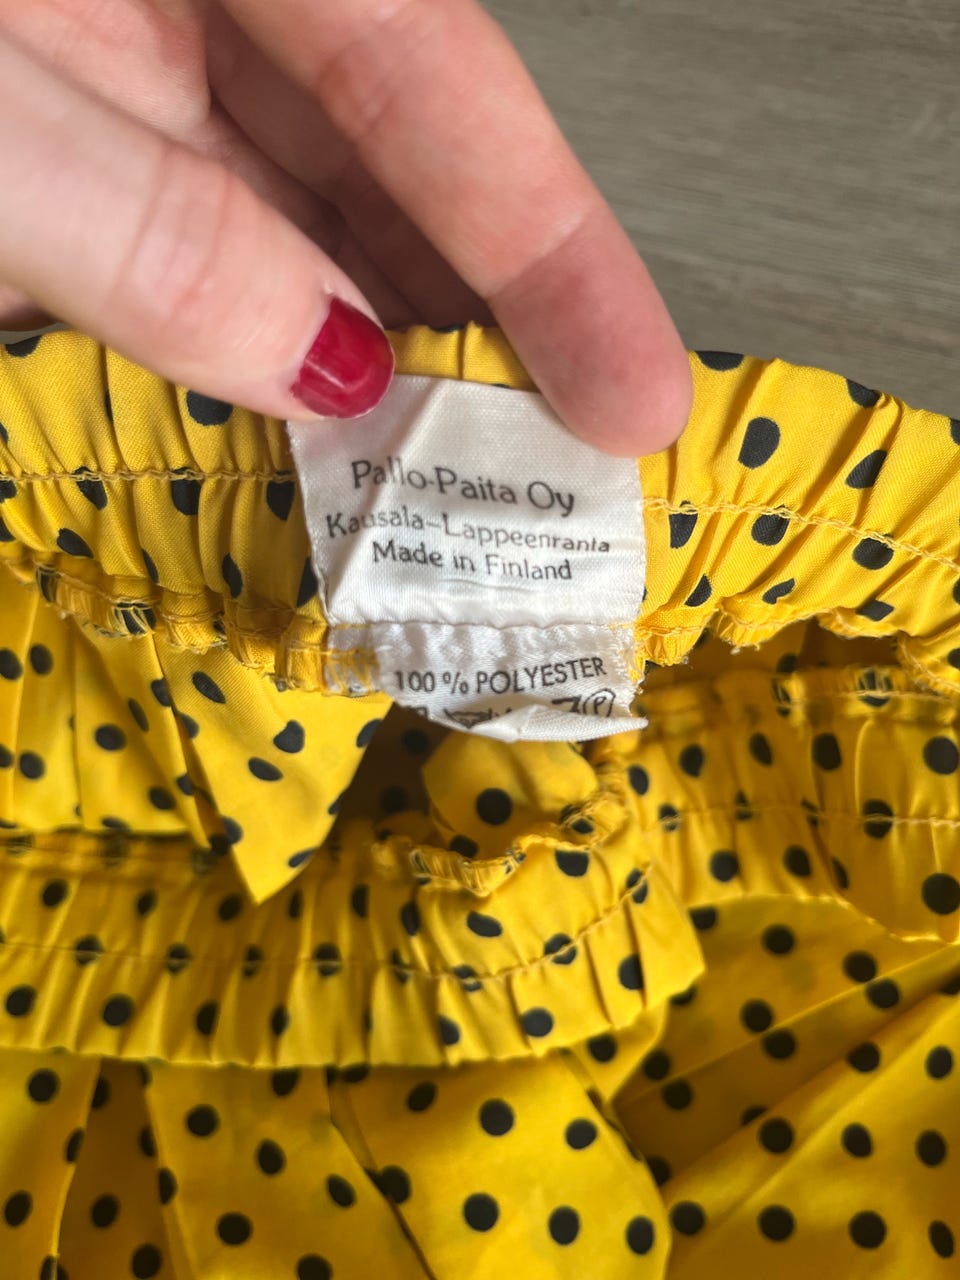 Pallo-Paita Oy
Kausala-Lappeenranta
Made in Finland
100 % POLYESTER
P